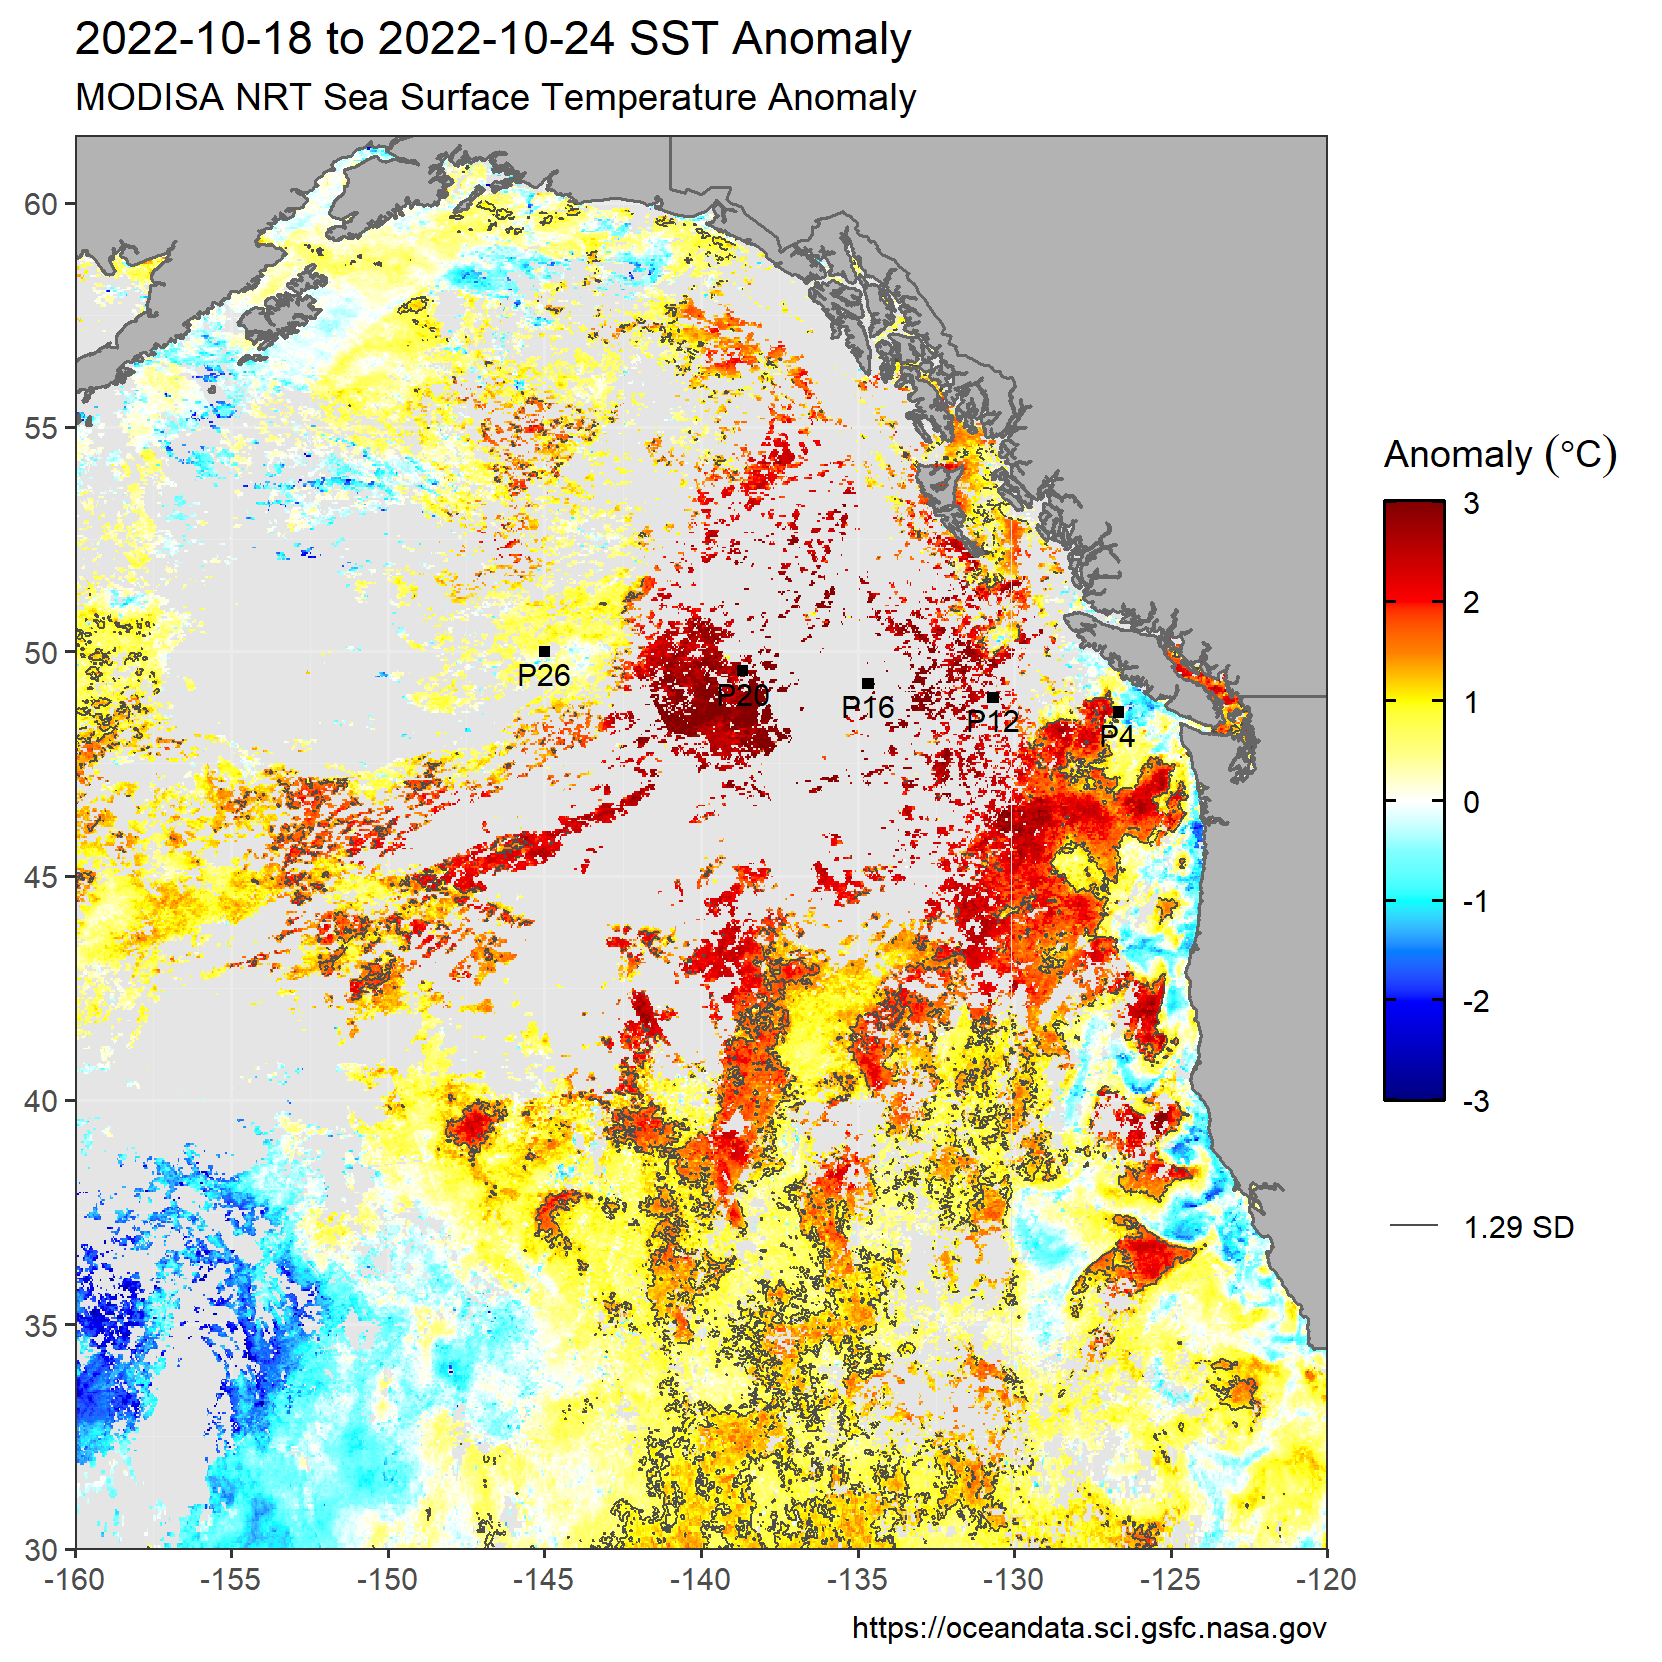 2022-10-18 to 2022-10-24 SST Anomaly
MODISA NRT Sea Surface Temperature Anomaly
60
55
50
45
40
35
30
-160
-155
-150
-145
-140
-135
-130
-125
-120
P26
P20
P16
P12
P4
Anomaly (°C)
3
2
1
0
-1
-2
-3
1.29 SD
https://oceandata.sci.gsfc.nasa.gov